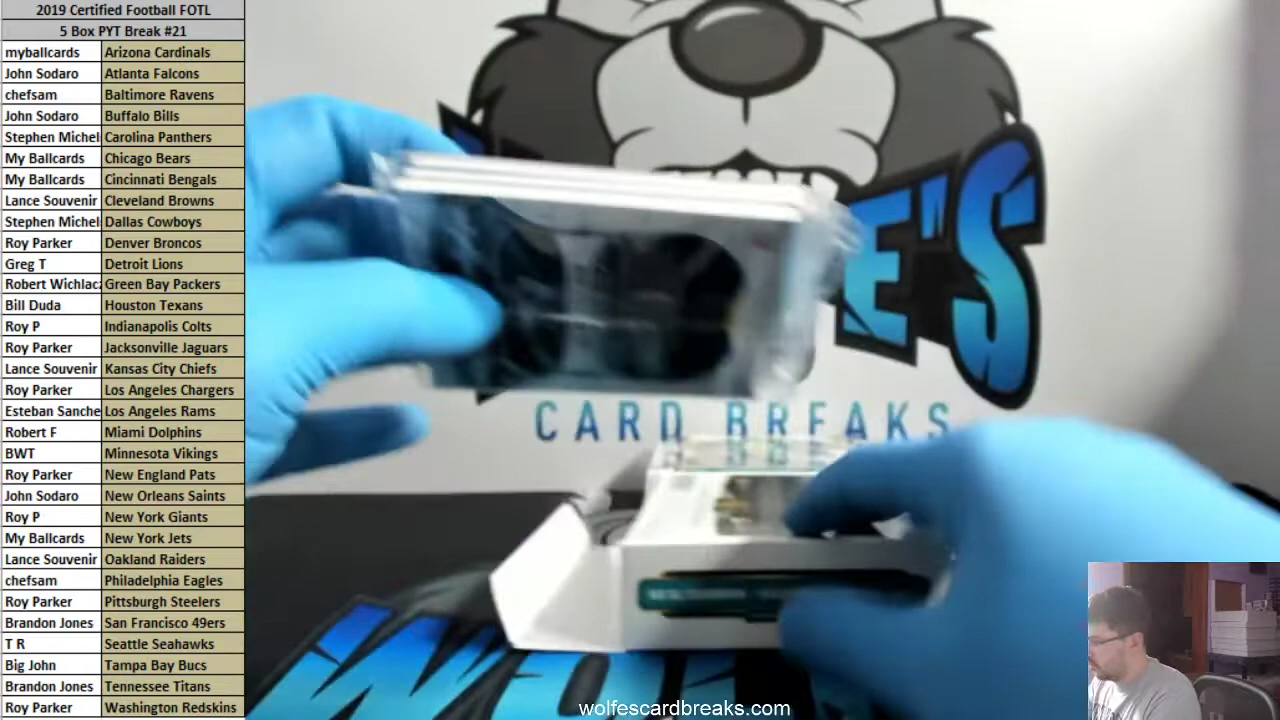 2019 Certified Football FOTL
5 Box PYT Break #21
myballcards Arizona Cardinals
John Sodaro Atlanta Falcons
chefsam Baltimore Ravens
John Sodaro Buffalo Bills
Stephen Michel Carolina Panthers
My Ballcards Chicago Bears
My Ballcards Cincinnati Bengals
Lance Souvenir Cleveland Browns
Stephen Michel Dallas Cowboys
Roy Parker Denver Broncos
Greg T Detroit Lions
Robert Wichlacz Green Bay Packers
Bill Duda Houston Texans
Roy P Indianapolis Colts
Roy Parker Jacksonville Jaguars
Lance Souvenir Kansas City Chiefs
Roy Parker Los Angeles Chargers
Esteban Sanche Los Angeles Rams
Robert F Miami Dolphins
BWT Minnesota Vikings
Roy Parker New England Pats
John Sodaro New Orleans Saints
Roy P New York Giants
My Ballcards New York Jets
Lance Souvenir Oakland Raiders
chefsam Philadelphia Eagles
Roy Parker Pittsburgh Steelers
Brandon Jones San Francisco 49ers
T R Seattle Seahawks
Big John Tampa Bay Bucs
Brandon Jones Tennessee Titans
Roy Parker Washington Redskins
E'S
CARD BREAKS
wolfescardbreaks.com